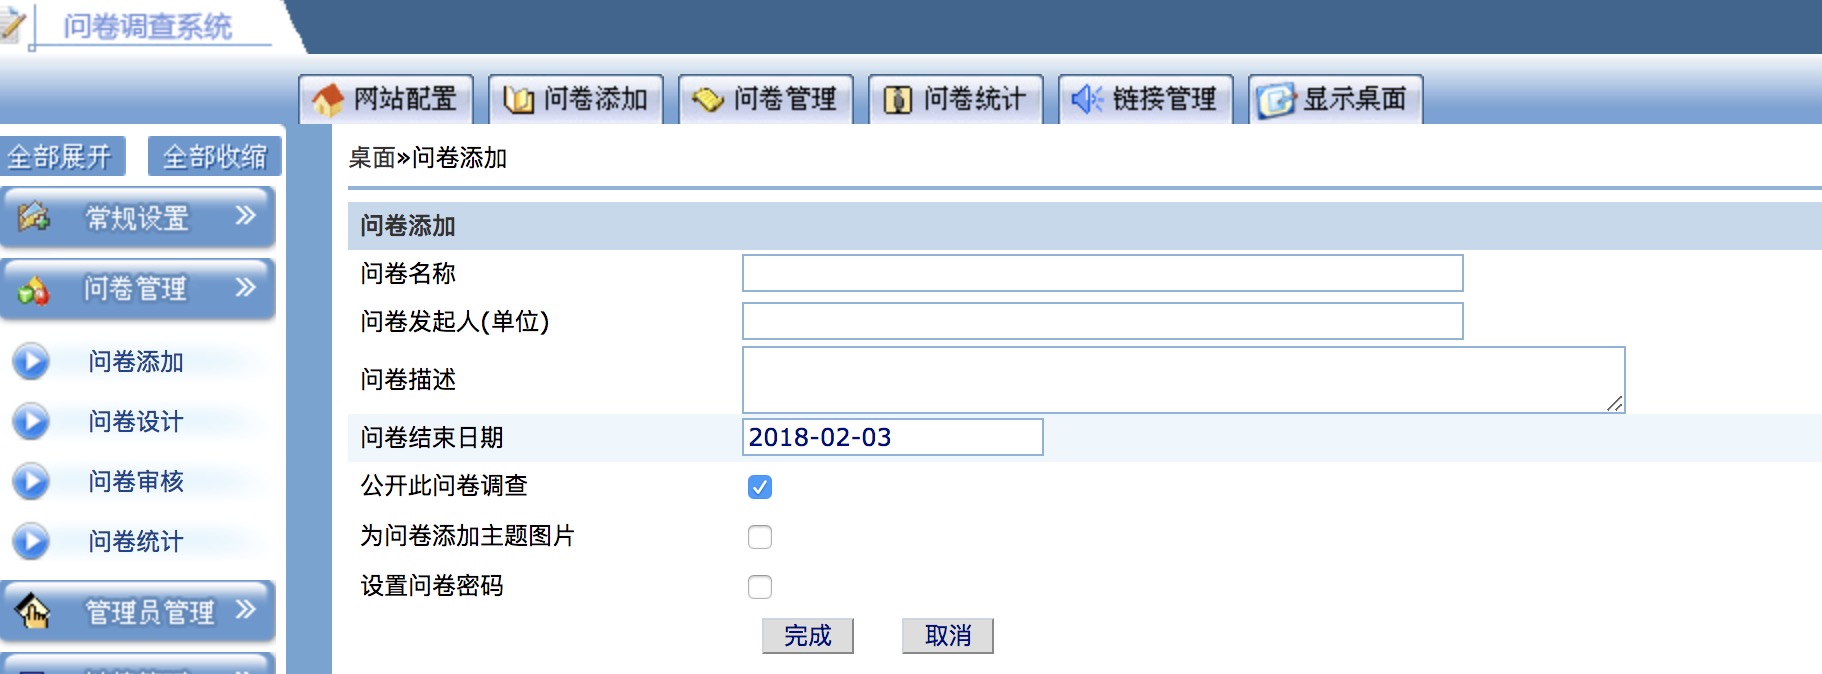 问卷调查系统
网站配置 问卷添加 问卷管理 问卷统计 链接管理 显示桌面
全部展开 全部收缩
常规设置
问卷管理
问卷添加
问卷设计
问卷审核
问卷统计
管理员管理
桌面»问卷添加
问卷添加
问卷名称
问卷发起人(单位)
问卷描述
问卷结束日期 2018-02-03
公开此问卷调查
为问卷添加主题图片
设置问卷密码
完成 取消